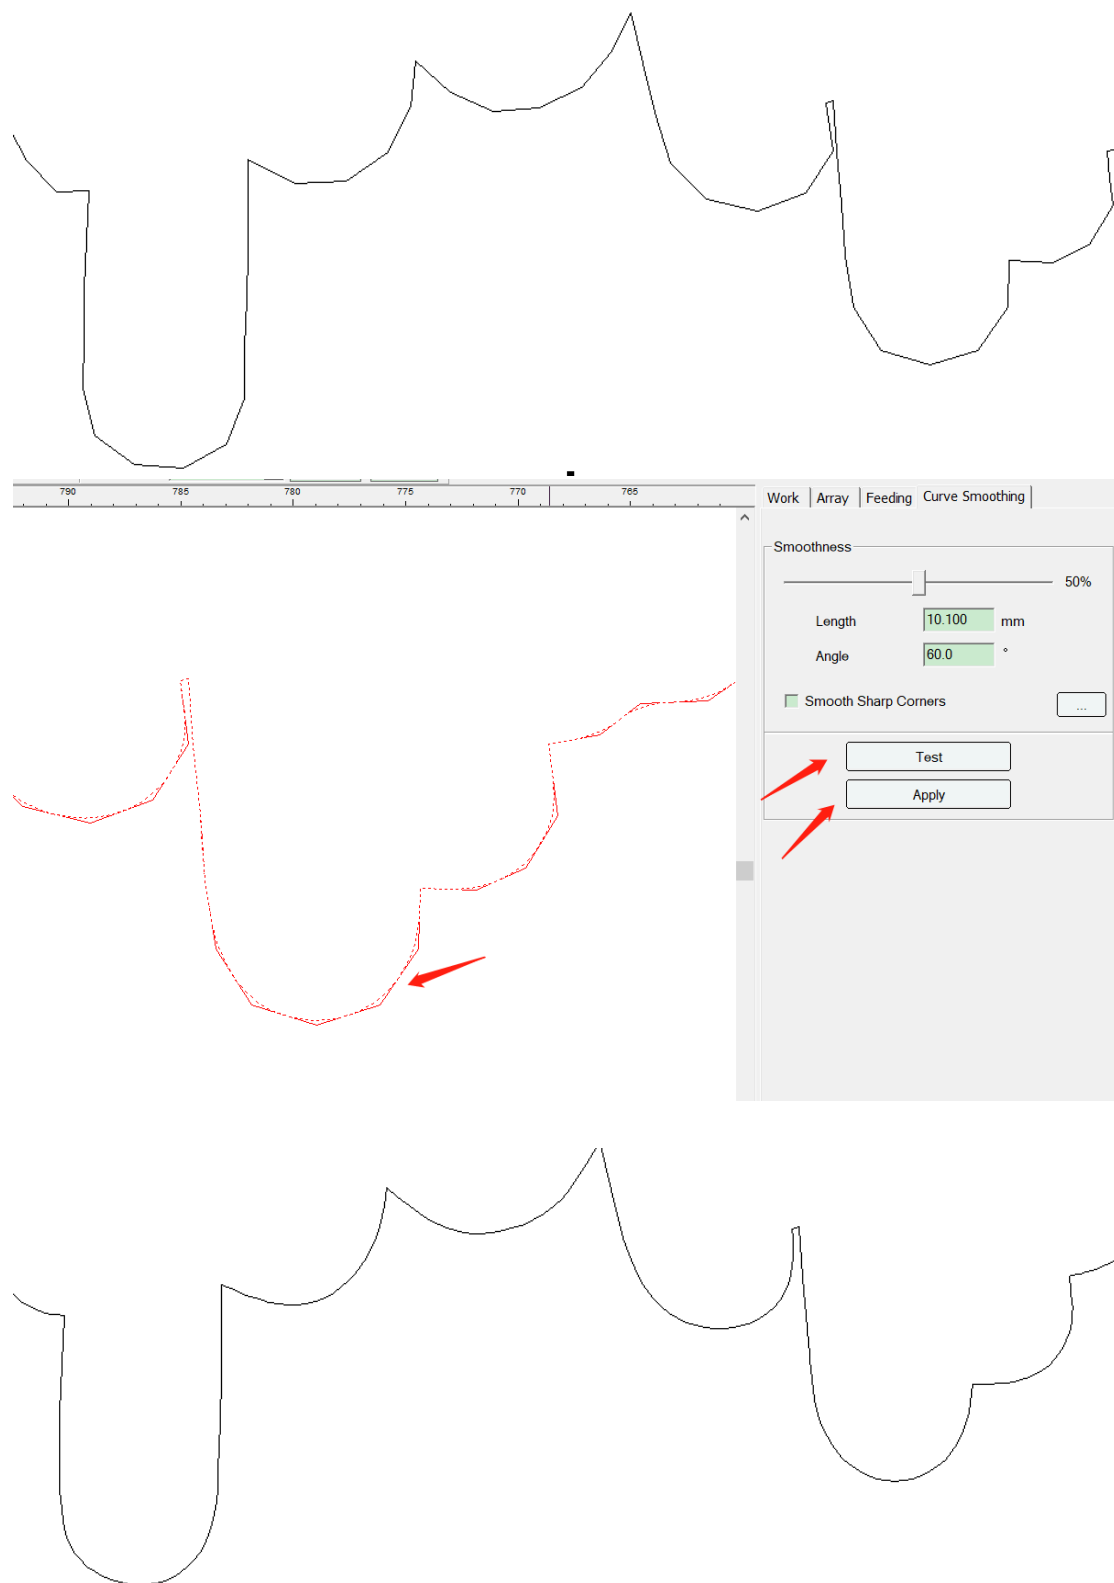 790 785 780 775 770 765
Work Array Feeding Curve Smoothing
Smoothness
50%
Length 10.100 mm
Angle 60.0 °
Smooth Sharp Corners ...
Test
Apply